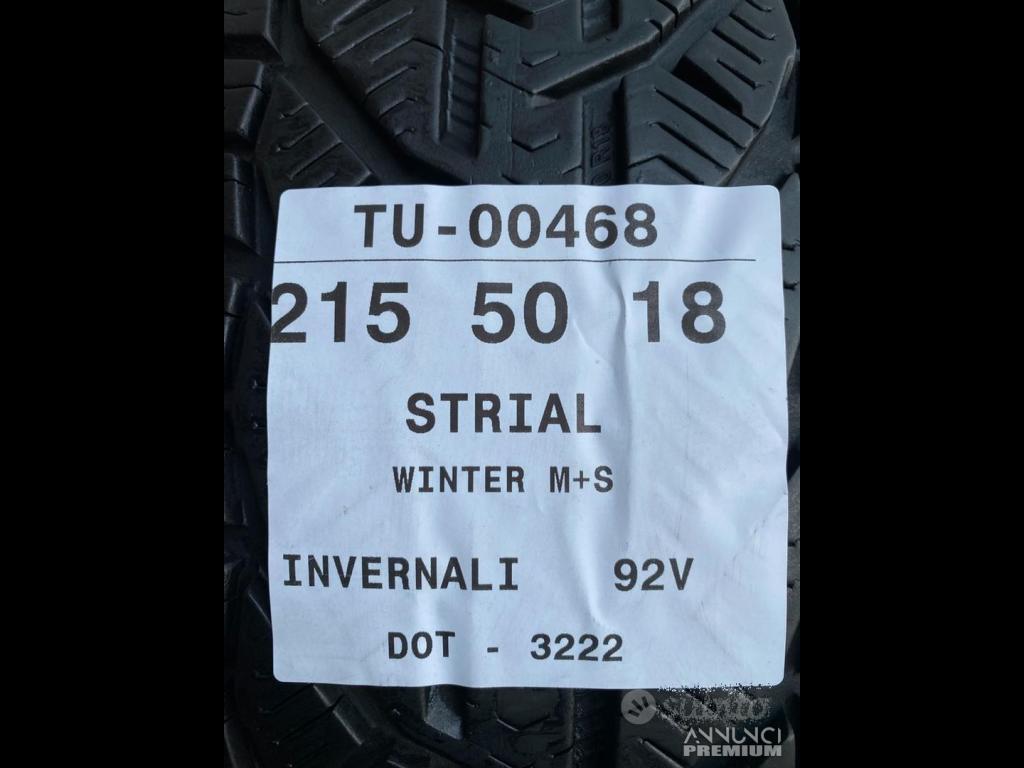 TU-00468
215 50 18
STRIAL
WINTER M+S
INVERNALI 92V
DOT - 3222
ANNUNCI
PREMIUM